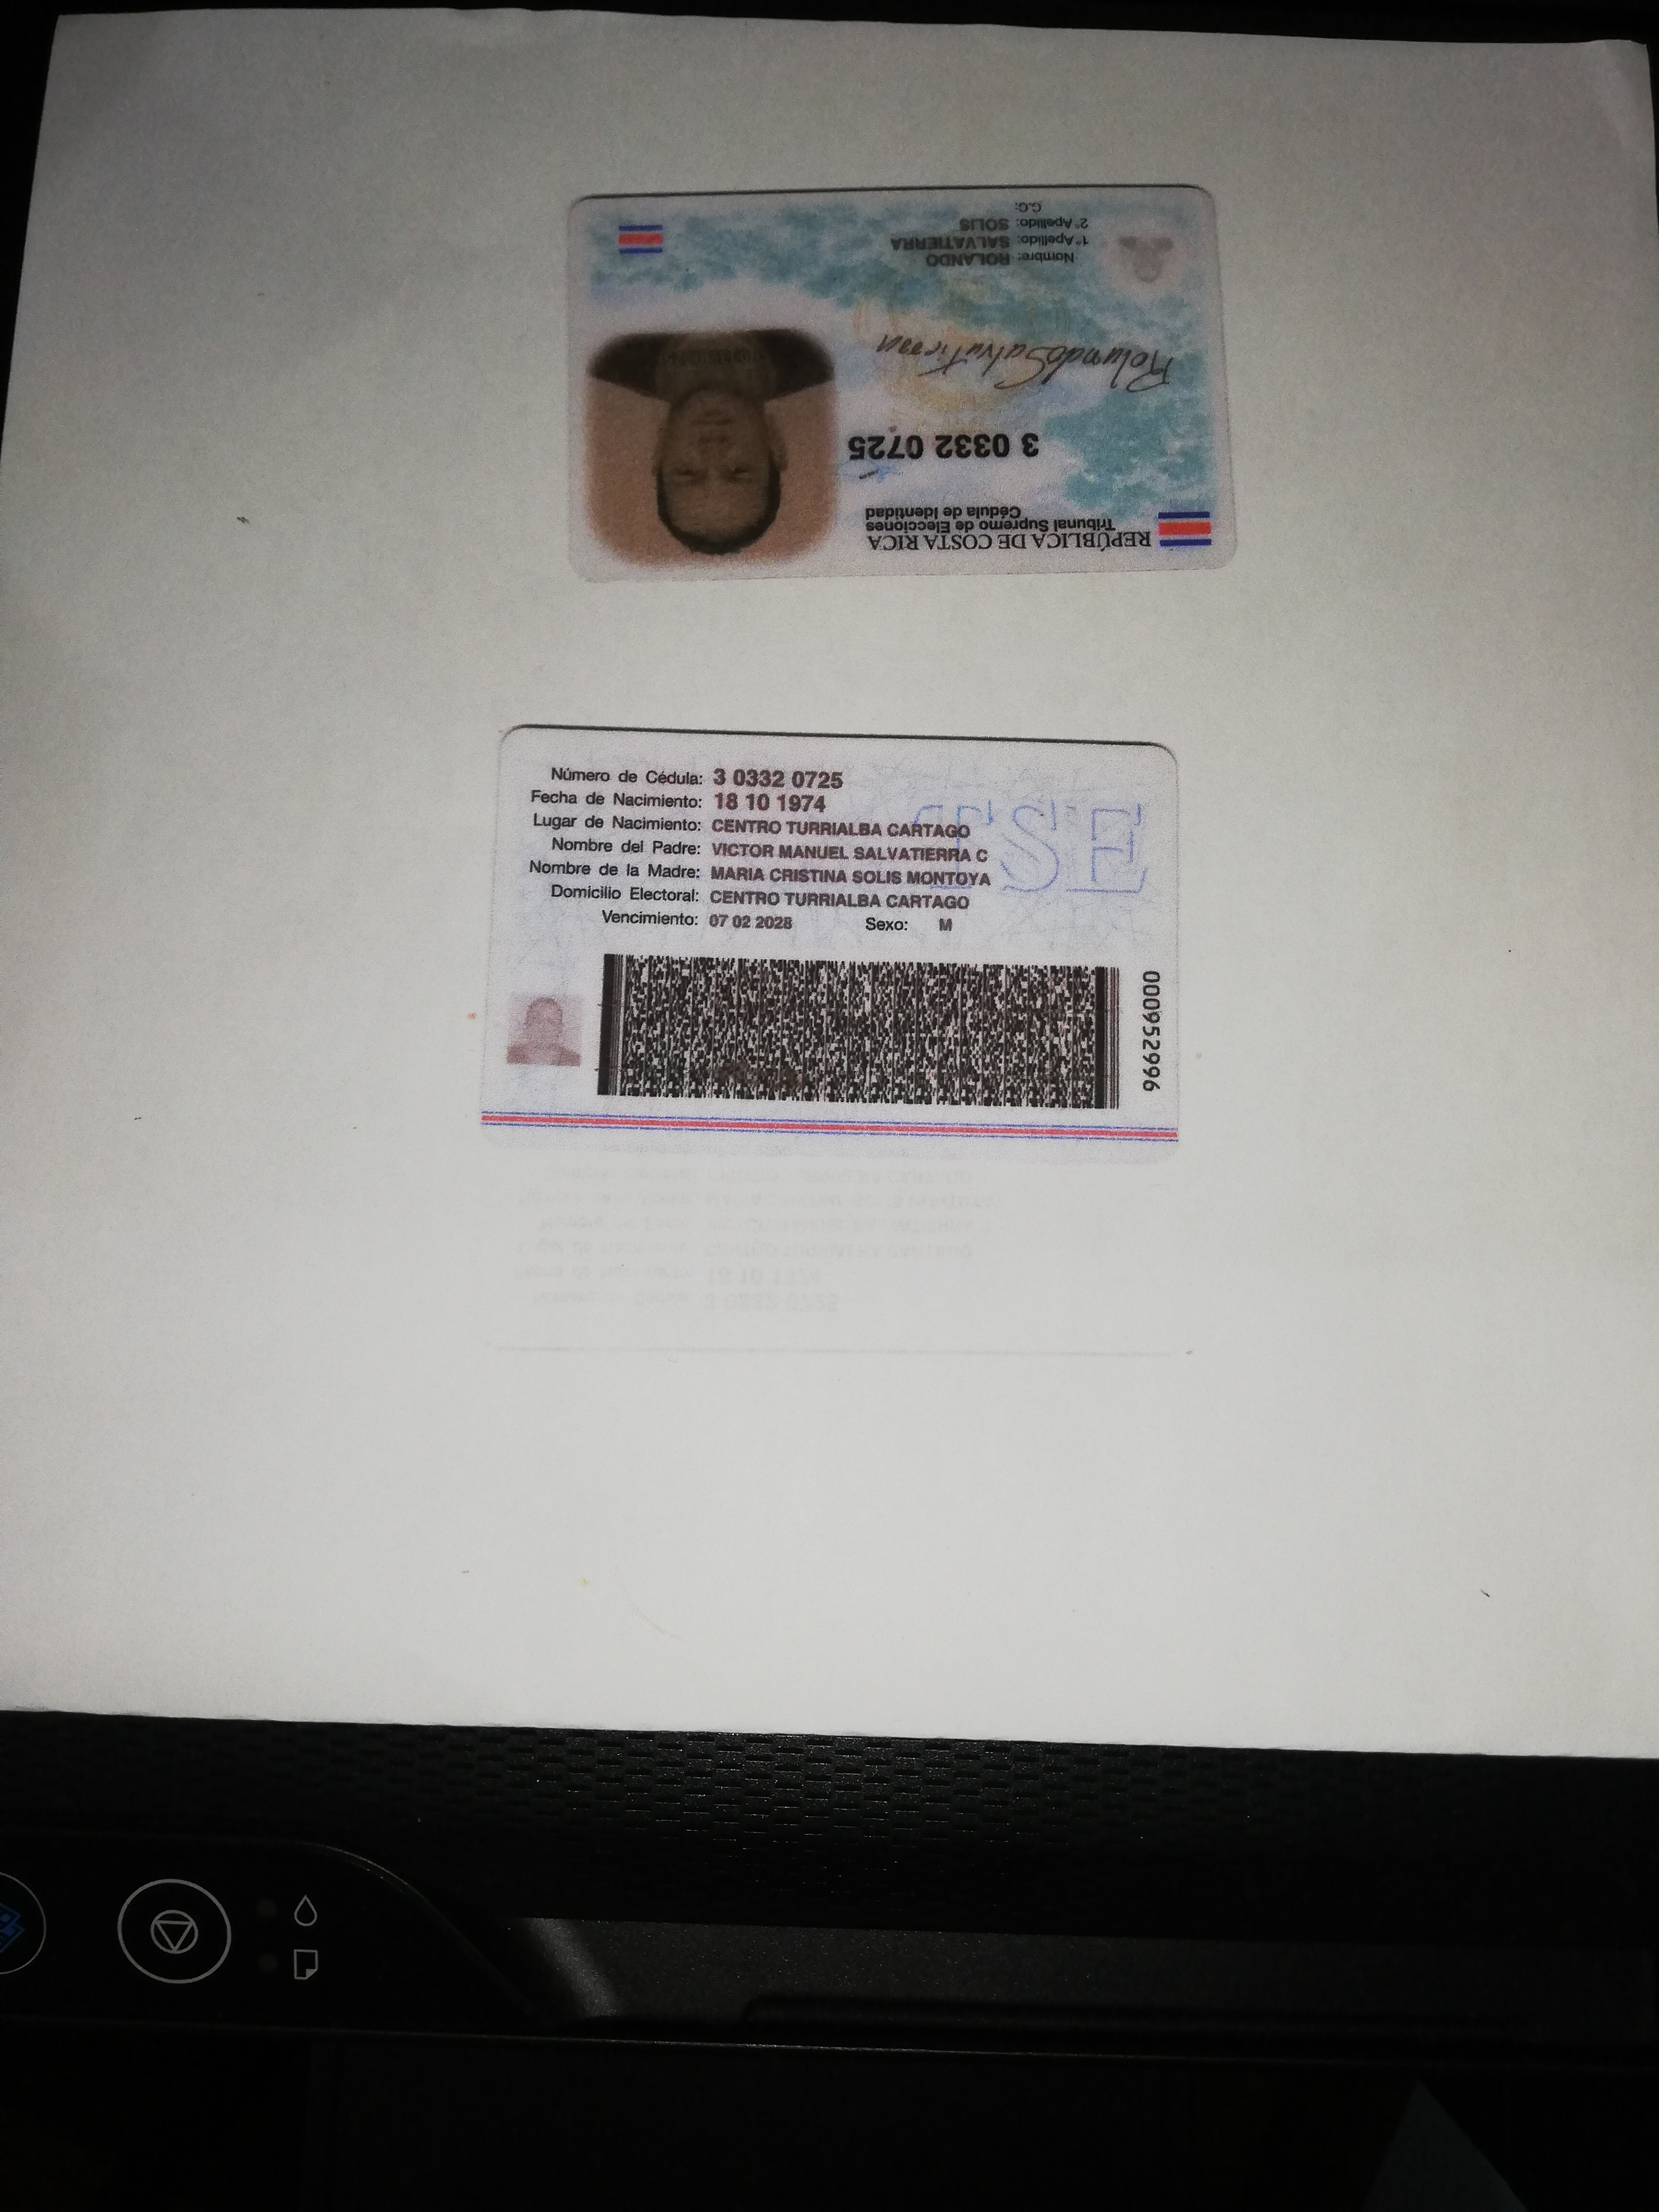 REPÚBLICA DE COSTA RICA
Tribunal Supremo de Elecciones
Cédula de Identidad
3 0332 0725
Rolando Salvatierra
Nombre: ROLANDO
1° Apellido: SALVATIERRA
2° Apellido: SOLIS
C.C:
Número de Cédula: 3 0332 0725
Fecha de Nacimiento: 18 10 1974
Lugar de Nacimiento: CENTRO TURRIALBA CARTAGO
Nombre del Padre: VICTOR MANUEL SALVATIERRA C
Nombre de la Madre: MARIA CRISTINA SOLIS MONTOYA
Domicilio Electoral: CENTRO TURRIALBA CARTAGO
Vencimiento: 07 02 2028 Sexo: M
TSE
000952996